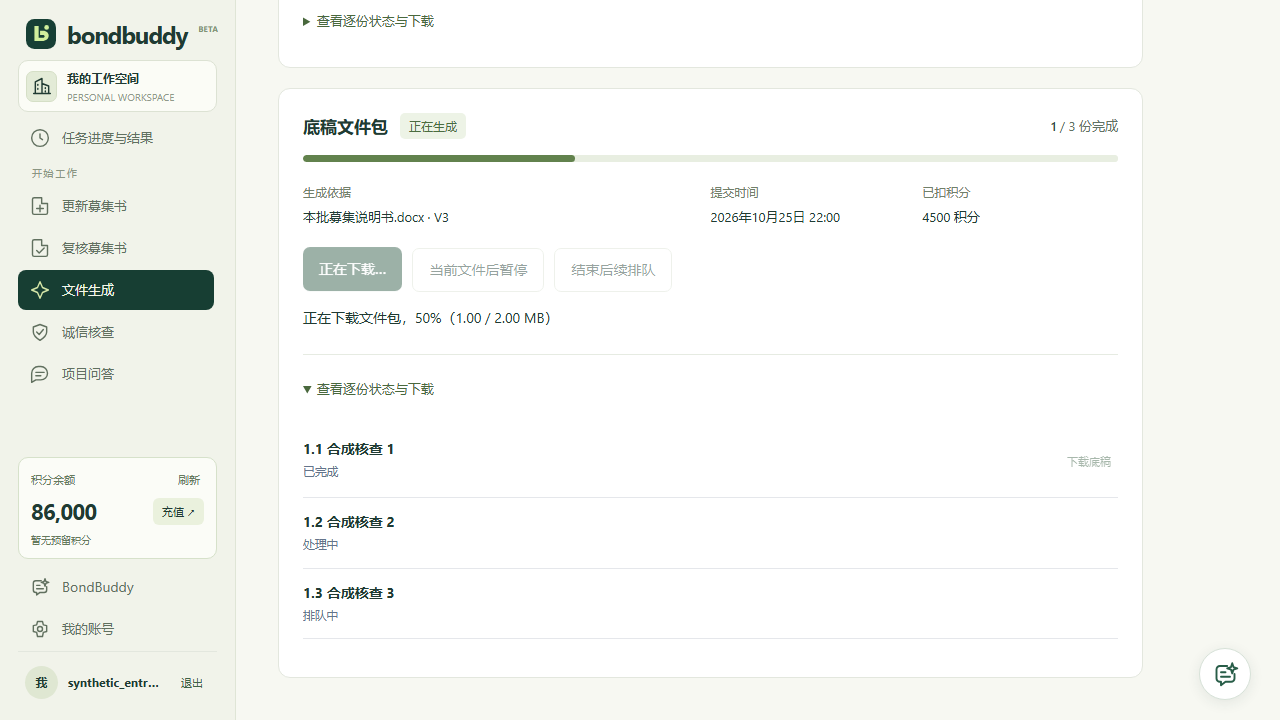 bondbuddy BETA
我的工作空间
PERSONAL WORKSPACE
任务进度与结果
开始工作
更新募集书
复核募集书
文件生成
诚信核查
项目问答
积分余额 刷新
86,000 充值 ↗
暂无预留积分
BondBuddy
我的账号
我 synthetic_entr... 退出
▶ 查看逐份状态与下载
底稿文件包 正在生成 1 / 3 份完成
生成依据 提交时间 已扣积分
本批募集说明书.docx · V3 2026年10月25日 22:00 4500 积分
正在下载... 当前文件后暂停 结束后续排队
正在下载文件包，50%（1.00 / 2.00 MB）
▼ 查看逐份状态与下载
1.1 合成核查 1
已完成 下载底稿
1.2 合成核查 2
处理中
1.3 合成核查 3
排队中